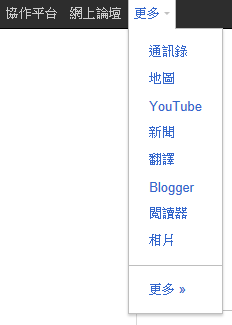 協作平台 網上論壇 更多
通訊錄
地圖
YouTube
新聞
翻譯
Blogger
閱讀器
相片
更多 »